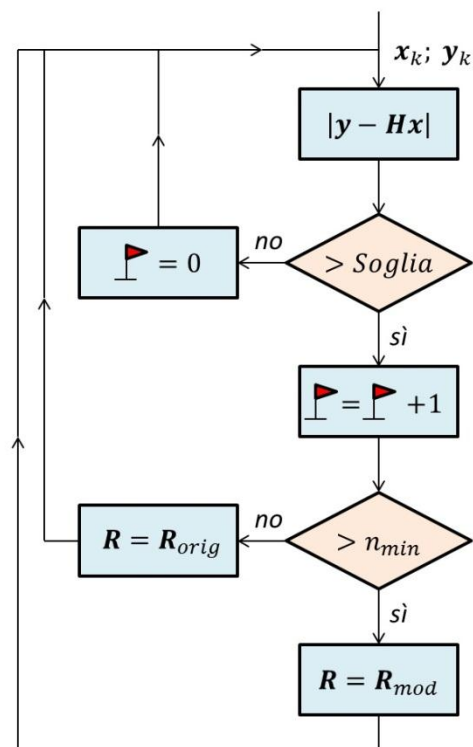 x_k; y_k
|y − Hx|
> Soglia
no
= 0
sì
= +1
> n_min
no
R = R_orig
sì
R = R_mod